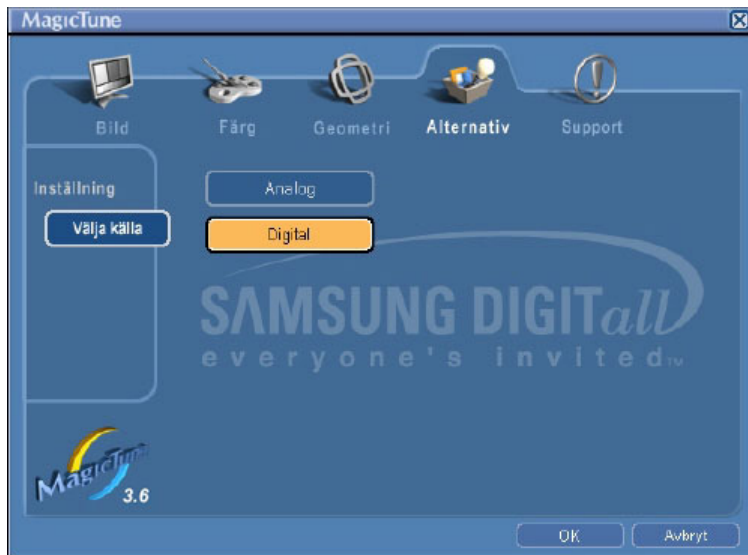 MagicTune
Bild Färg Geometri Alternativ Support
Inställning
Välja källa
Analog
Digital
SAMSUNG DIGITall
everyone's invited™
MagicTune
3.6
OK Avbryt